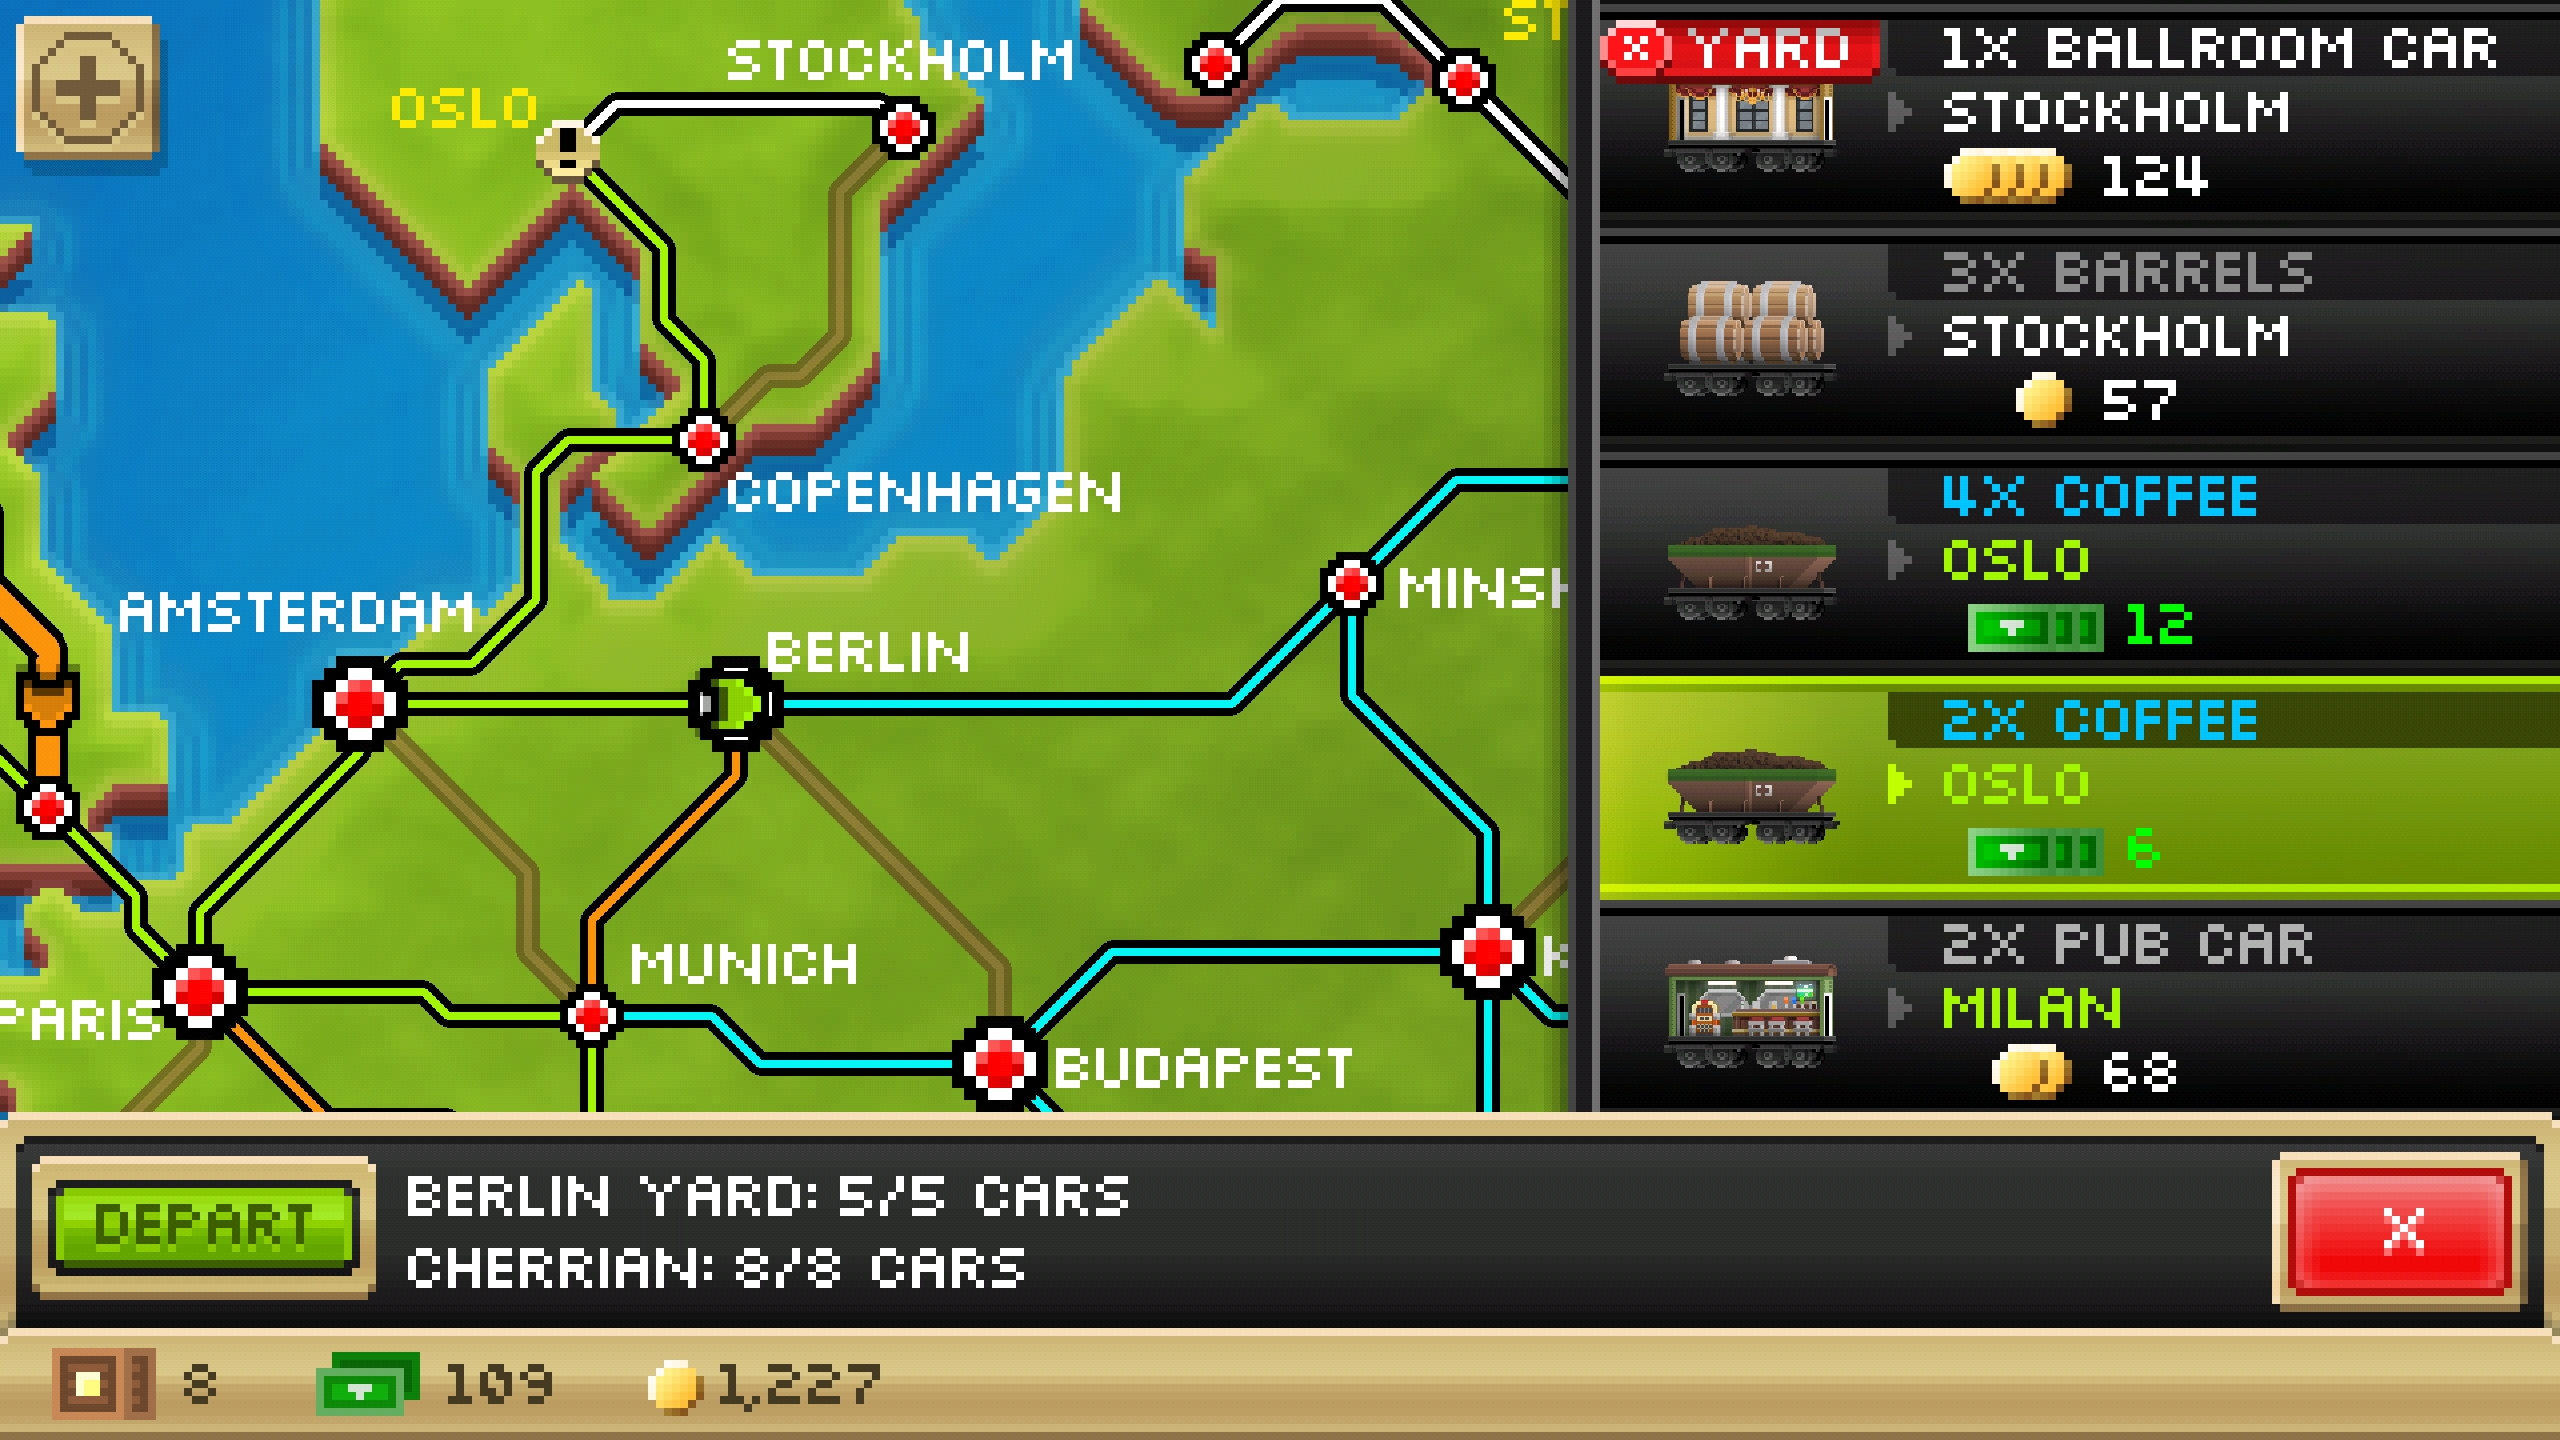 STOCKHOLM
OSLO
COPENHAGEN
AMSTERDAM
BERLIN
MUNICH
PARIS
BUDAPEST
YARD
1X BALLROOM CAR
STOCKHOLM
124
3X BARRELS
STOCKHOLM
57
4X COFFEE
OSLO
12
2X COFFEE
OSLO
6
2X PUB CAR
MILAN
68
DEPART
BERLIN YARD: 5/5 CARS
CHERRIAN: 8/8 CARS
X
8
109
1,227